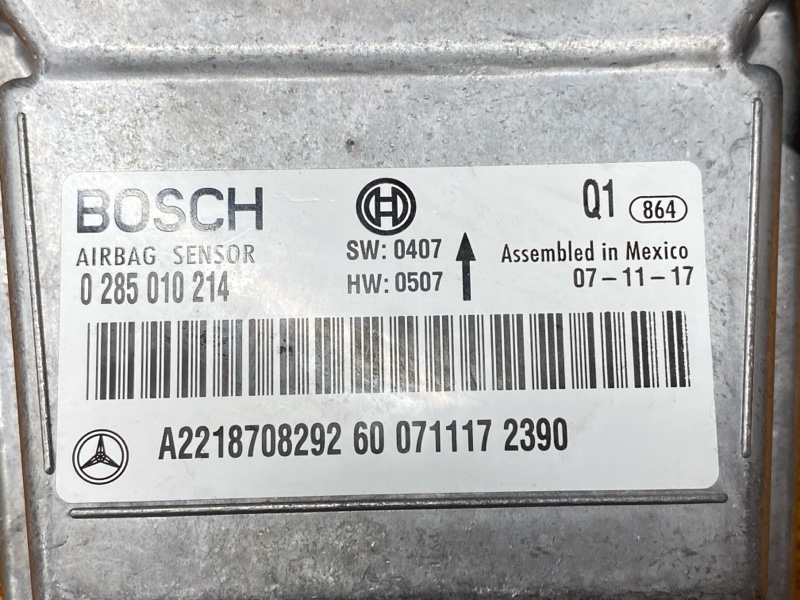 BOSCH
Q1 864
AIRBAG SENSOR
SW: 0407
Assembled in Mexico
0 285 010 214
HW: 0507
07-11-17
A2218708292 60 071117 2390